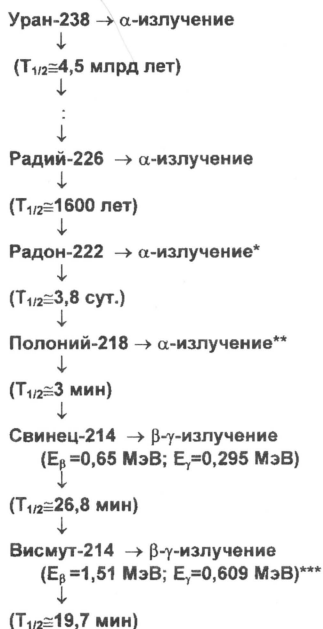 Уран-238 → α-излучение
↓
(T1/2≅4,5 млрд лет)
↓
:
↓
Радий-226 → α-излучение
↓
(T1/2≅1600 лет)
↓
Радон-222 → α-излучение*
↓
(T1/2≅3,8 сут.)
↓
Полоний-218 → α-излучение**
↓
(T1/2≅3 мин)
↓
Свинец-214 → β-γ-излучение
(Eβ=0,65 МэВ; Eγ=0,295 МэВ)
↓
(T1/2≅26,8 мин)
↓
Висмут-214 → β-γ-излучение
(Eβ=1,51 МэВ; Eγ=0,609 МэВ)***
↓
(T1/2≅19,7 мин)